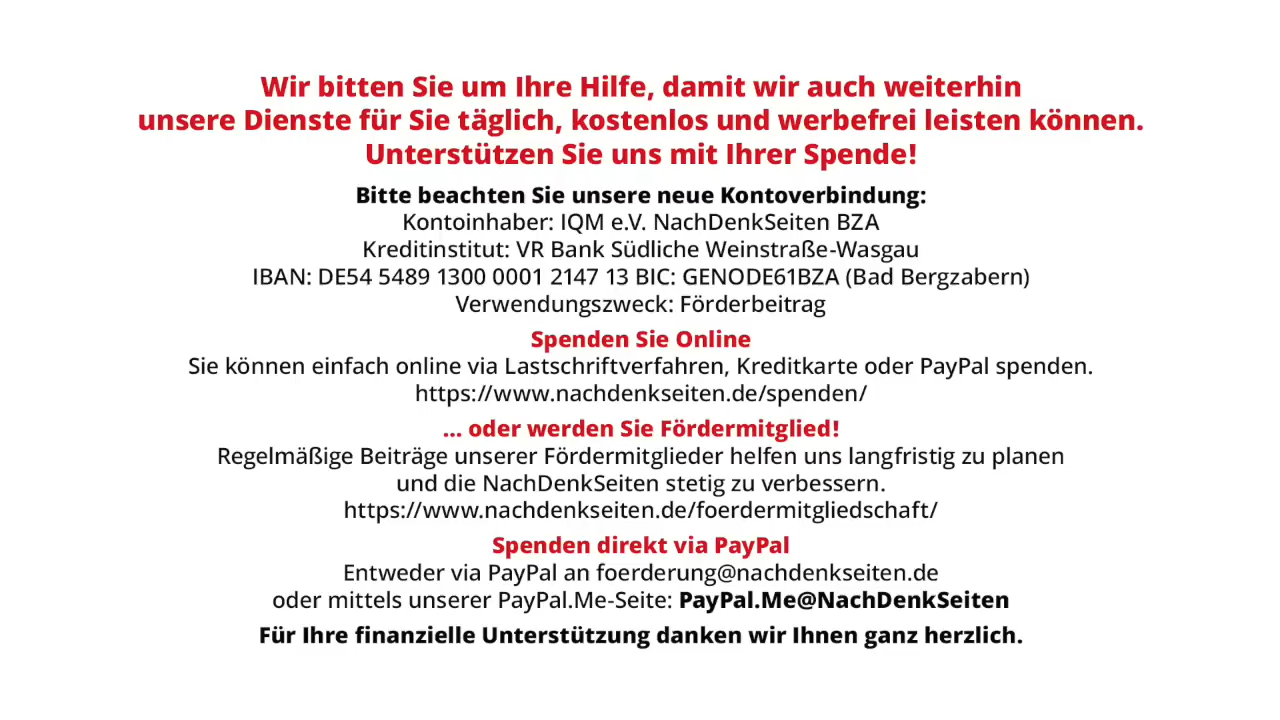 Wir bitten Sie um Ihre Hilfe, damit wir auch weiterhin
unsere Dienste für Sie täglich, kostenlos und werbefrei leisten können.
Unterstützen Sie uns mit Ihrer Spende!
Bitte beachten Sie unsere neue Kontoverbindung:
Kontoinhaber: IQM e.V. NachDenkSeiten BZA
Kreditinstitut: VR Bank Südliche Weinstraße-Wasgau
IBAN: DE54 5489 1300 0001 2147 13 BIC: GENODE61BZA (Bad Bergzabern)
Verwendungszweck: Förderbeitrag
Spenden Sie Online
Sie können einfach online via Lastschriftverfahren, Kreditkarte oder PayPal spenden.
https://www.nachdenkseiten.de/spenden/
... oder werden Sie Fördermitglied!
Regelmäßige Beiträge unserer Fördermitglieder helfen uns langfristig zu planen
und die NachDenkSeiten stetig zu verbessern.
https://www.nachdenkseiten.de/foerdermitgliedschaft/
Spenden direkt via PayPal
Entweder via PayPal an foerderung@nachdenkseiten.de
oder mittels unserer PayPal.Me-Seite: PayPal.Me@NachDenkSeiten
Für Ihre finanzielle Unterstützung danken wir Ihnen ganz herzlich.